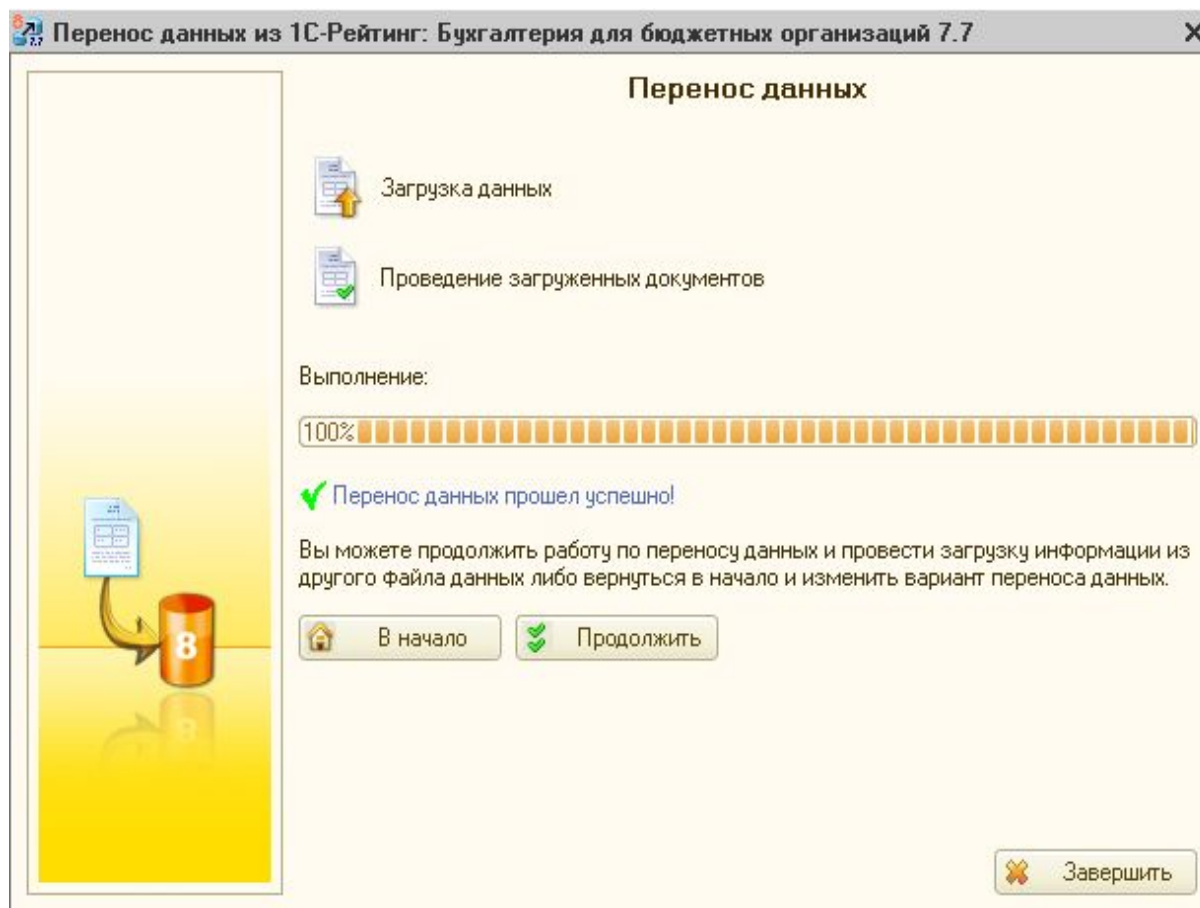 Перенос данных из 1С-Рейтинг: Бухгалтерия для бюджетных организаций 7.7
Перенос данных
Загрузка данных
Проведение загруженных документов
Выполнение:
100%
Перенос данных прошел успешно!
Вы можете продолжить работу по переносу данных и провести загрузку информации из
другого файла данных либо вернуться в начало и изменить вариант переноса данных.
В начало Продолжить
8
Завершить